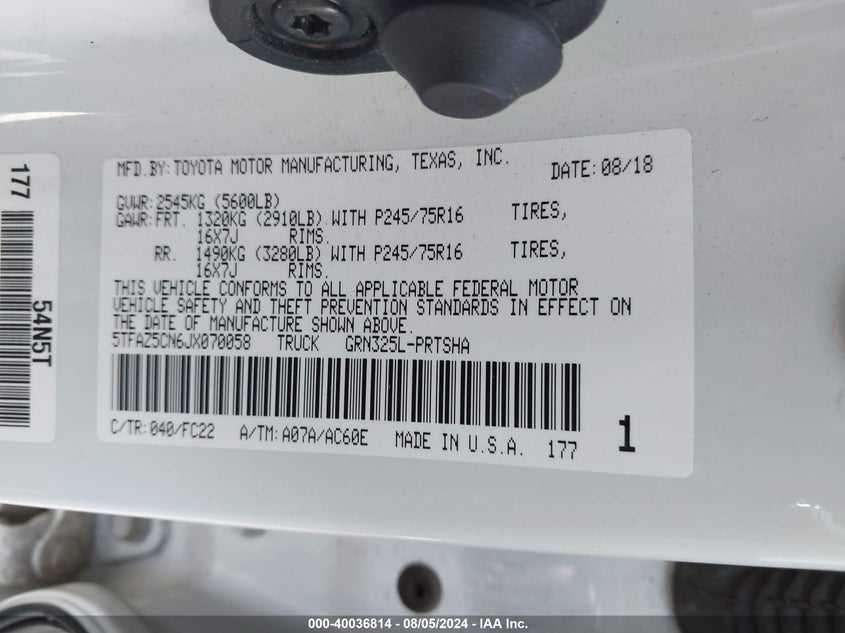 MFD.BY:TOYOTA MOTOR MANUFACTURING, TEXAS, INC. DATE:08/18
GVWR:2545KG (5600LB)
GAWR:FRT. 1320KG (2910LB) WITH P245/75R16 TIRES,
16X7J RIMS.
RR. 1490KG (3280LB) WITH P245/75R16 TIRES,
16X7J RIMS.
THIS VEHICLE CONFORMS TO ALL APPLICABLE FEDERAL MOTOR
VEHICLE SAFETY AND THEFT PREVENTION STANDARDS IN EFFECT ON
THE DATE OF MANUFACTURE SHOWN ABOVE.
5TFAZ5CN6JX070058 TRUCK GRN325L-PRTSHA
C/TR:040/FC22 A/TM:A07A/AC60E MADE IN U.S.A. 177 1
177
54N5T
000-40036814 - 08/05/2024 - IAA Inc.